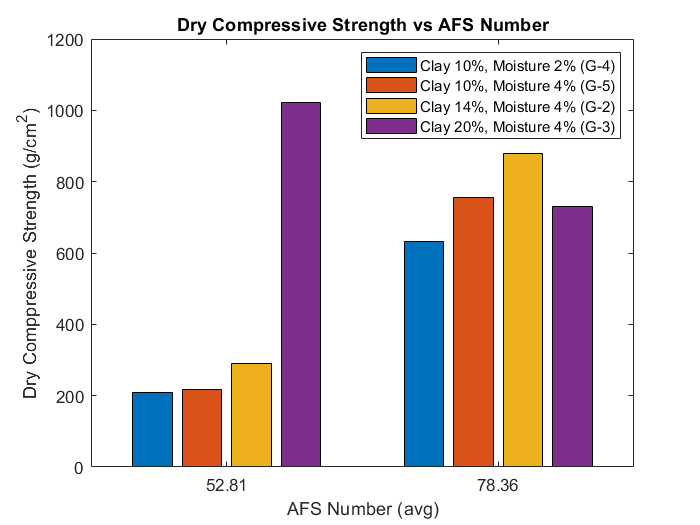 Dry Compressive Strength vs AFS Number
1200
1000
800
600
400
200
0
Dry Comppressive Strength (g/cm²)
Clay 10%, Moisture 2% (G-4)
Clay 10%, Moisture 4% (G-5)
Clay 14%, Moisture 4% (G-2)
Clay 20%, Moisture 4% (G-3)
52.81
78.36
AFS Number (avg)